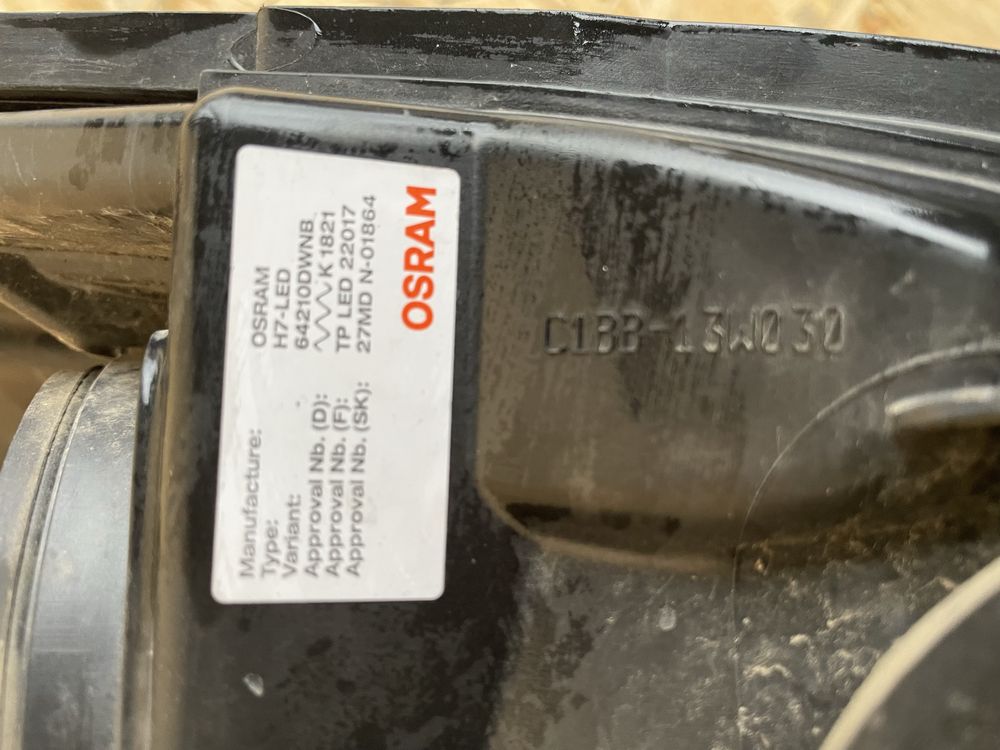 Manufacture: OSRAM
Type: H7-LED
Variant: 64210DWNB
Approval Nb. (D): K1821
Approval Nb. (F): TP LED 22017
Approval Nb. (SK): 27MD N-01864
OSRAM
C1BB-13W030